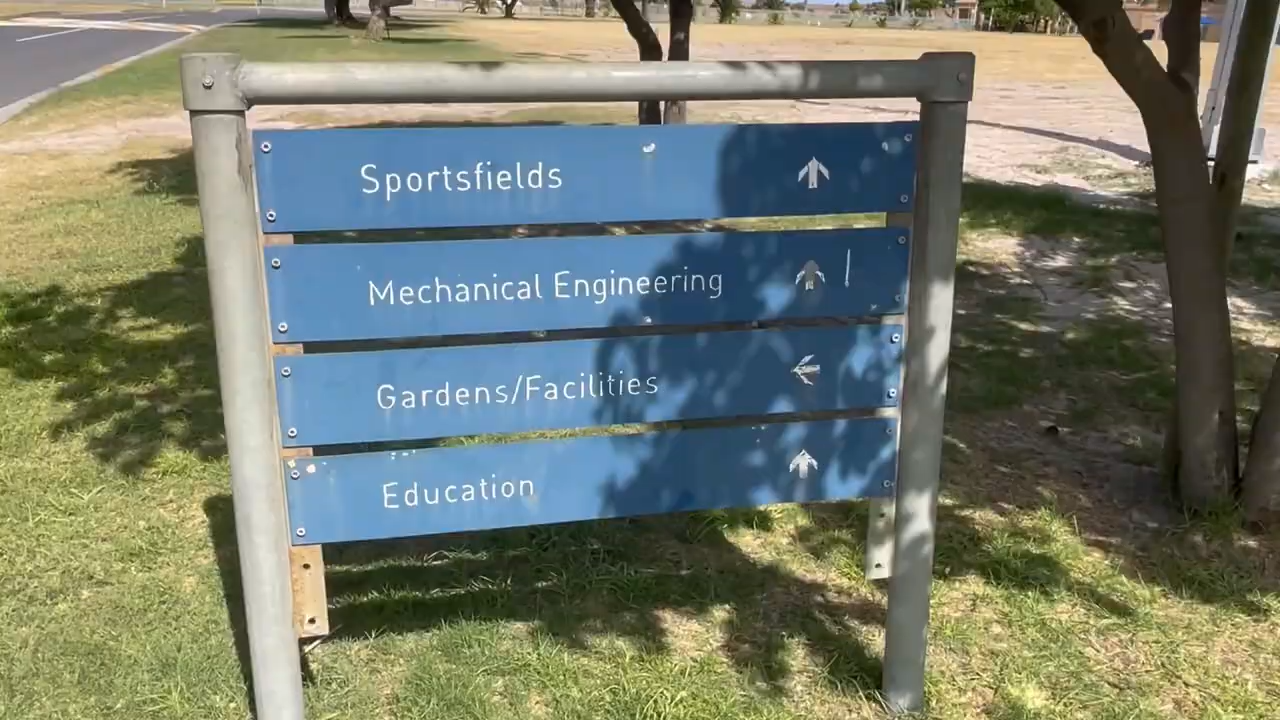 Sportsfields
Mechanical Engineering
Gardens/Facilities
Education